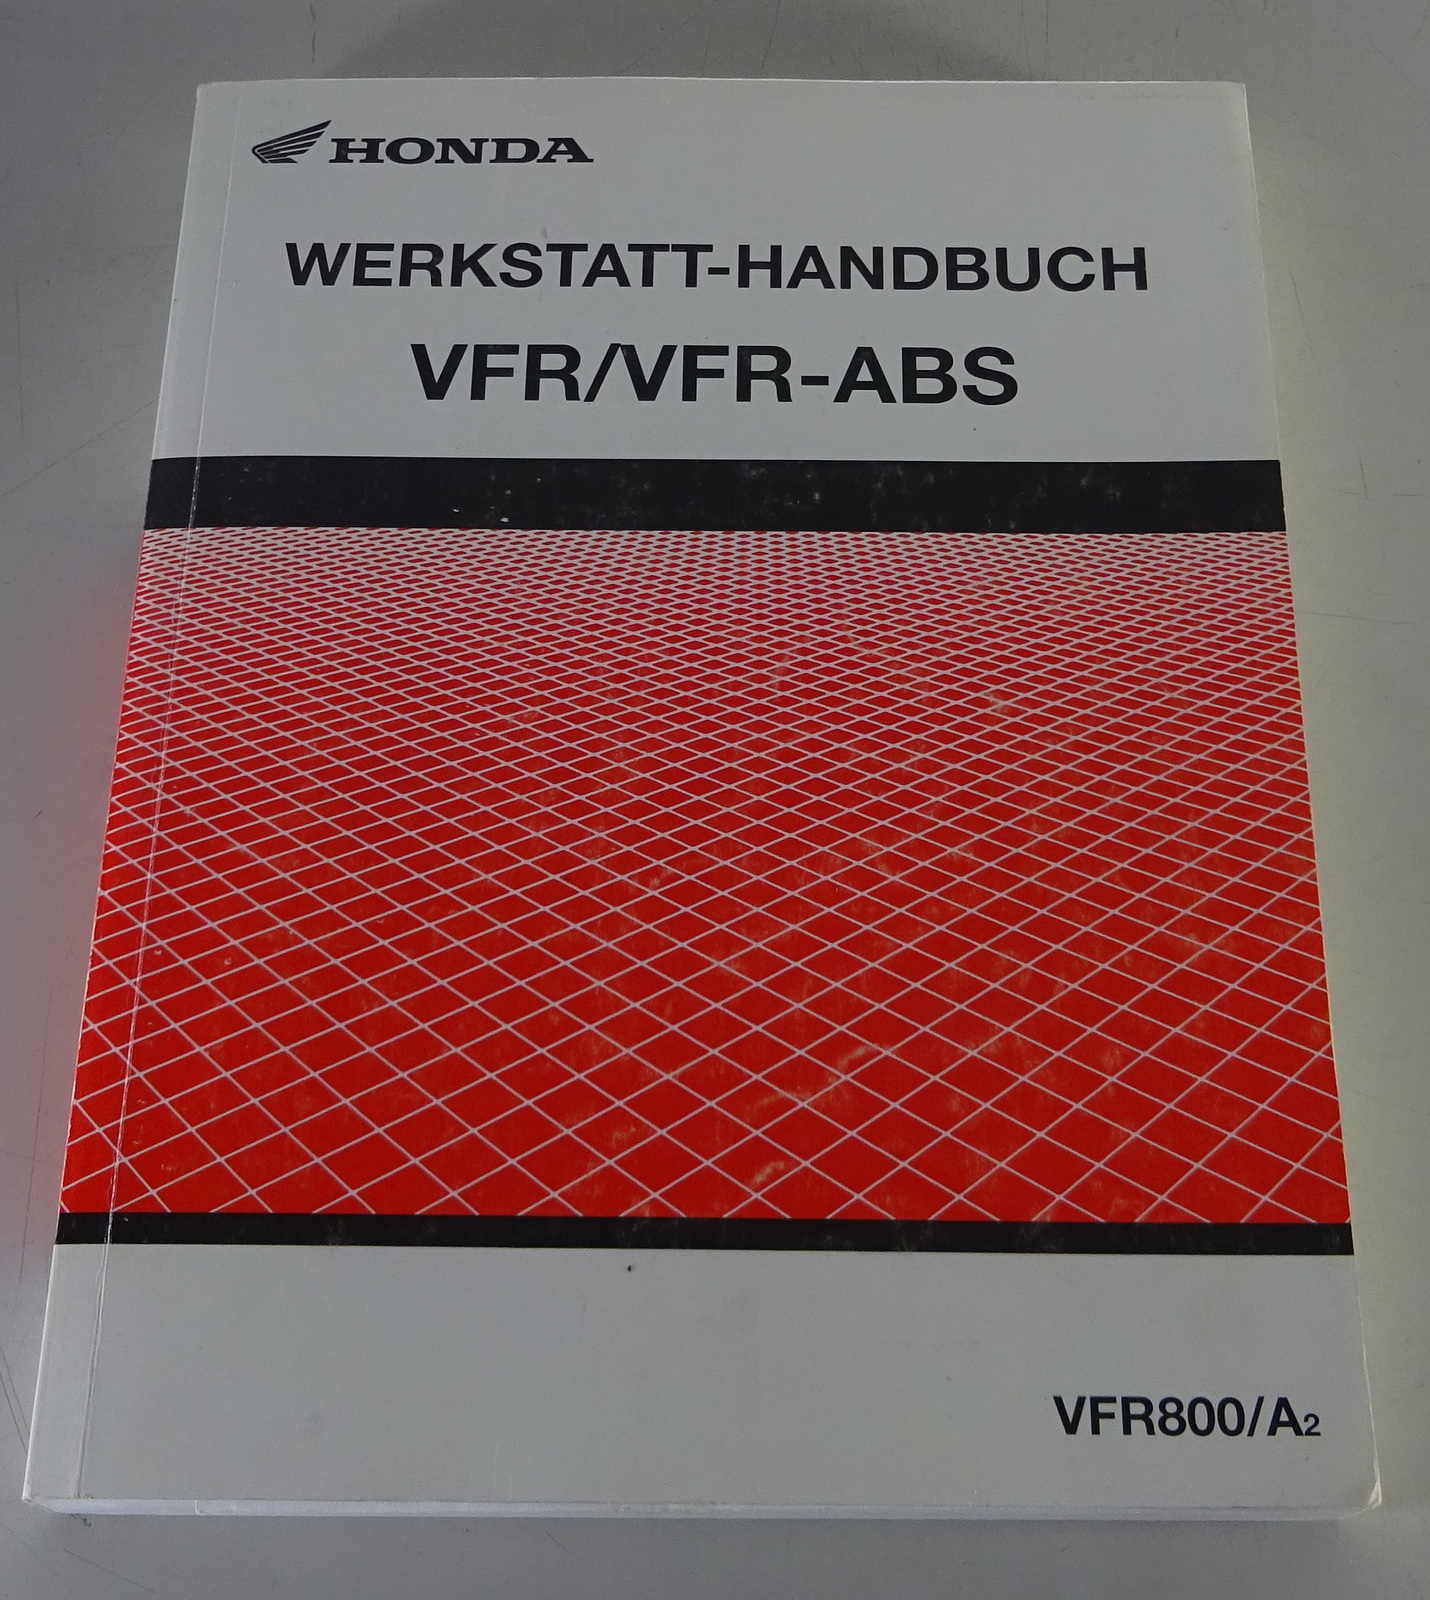 HONDA
WERKSTATT-HANDBUCH
VFR/VFR-ABS
VFR800/A2